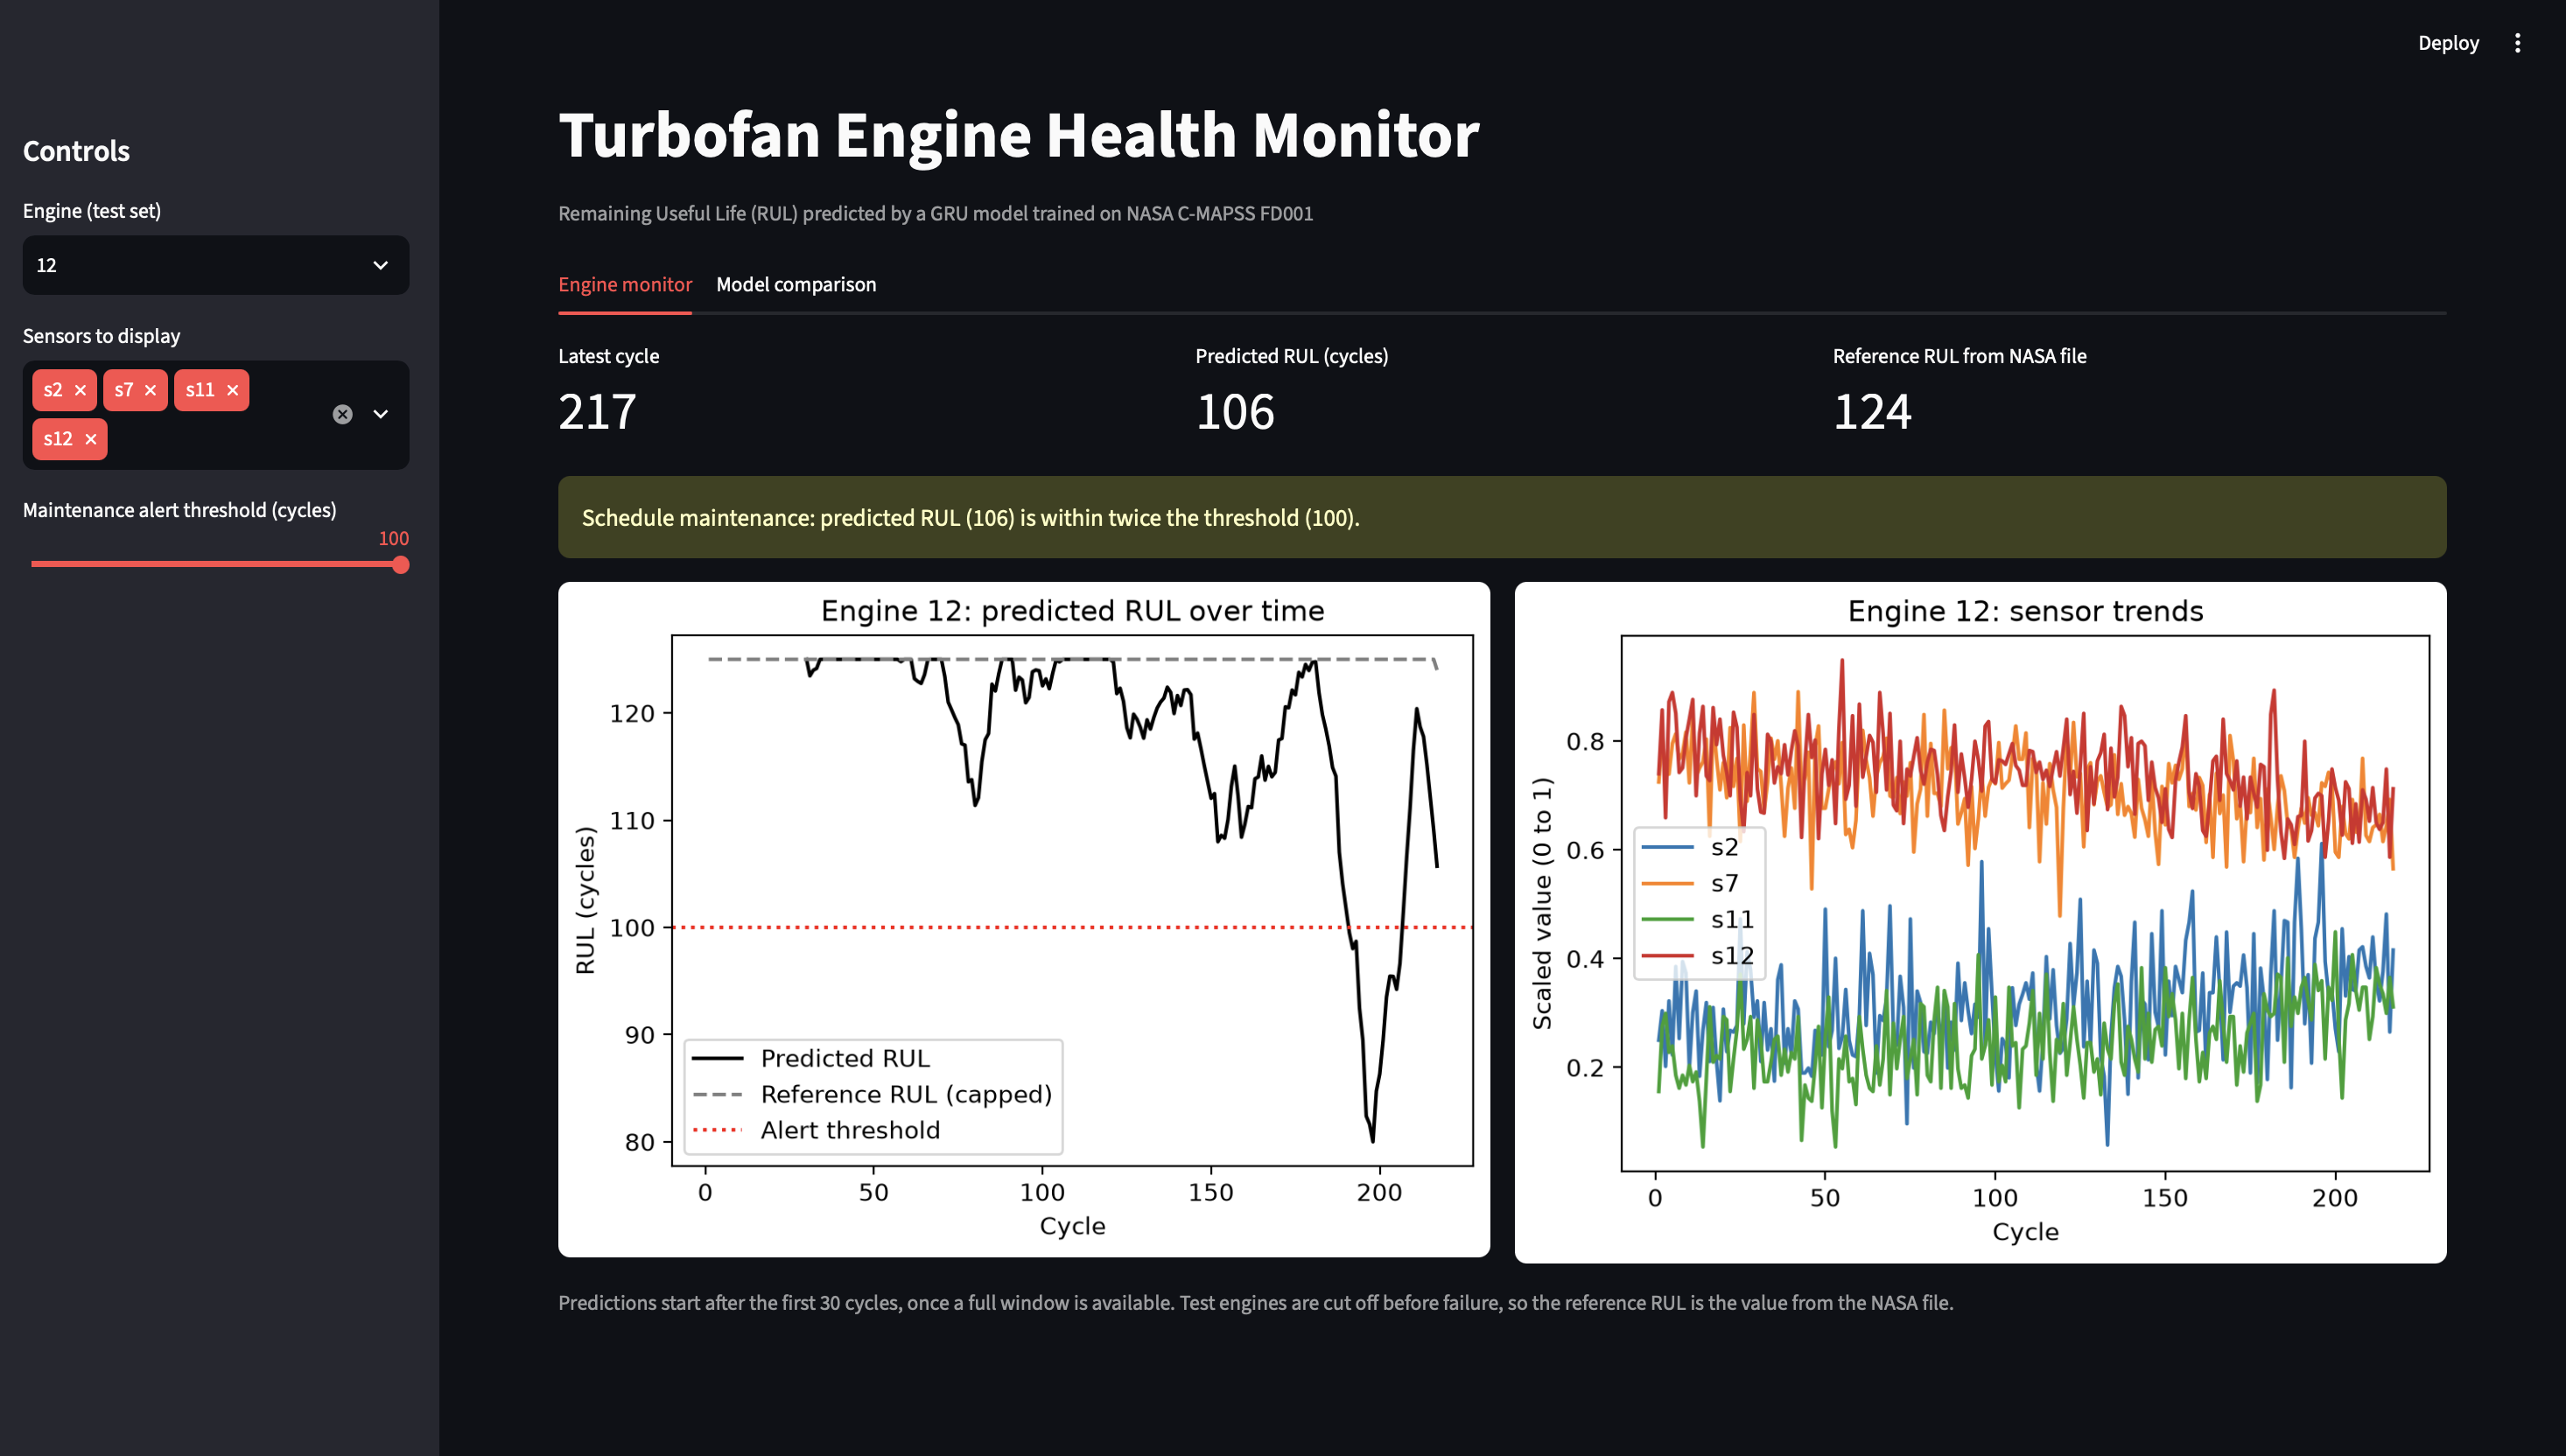 Deploy
Controls
Engine (test set)
12
Sensors to display
s2
s7
s11
s12
Maintenance alert threshold (cycles)
100
Turbofan Engine Health Monitor
Remaining Useful Life (RUL) predicted by a GRU model trained on NASA C-MAPSS FD001
Engine monitor
Model comparison
Latest cycle
217
Predicted RUL (cycles)
106
Reference RUL from NASA file
124
Schedule maintenance: predicted RUL (106) is within twice the threshold (100).
Engine 12: predicted RUL over time
RUL (cycles)
120
110
100
90
80
Predicted RUL
Reference RUL (capped)
Alert threshold
0 50 100 150 200
Cycle
Engine 12: sensor trends
Scaled value (0 to 1)
0.8
0.6
0.4
0.2
s2
s7
s11
s12
0 50 100 150 200
Cycle
Predictions start after the first 30 cycles, once a full window is available. Test engines are cut off before failure, so the reference RUL is the value from the NASA file.